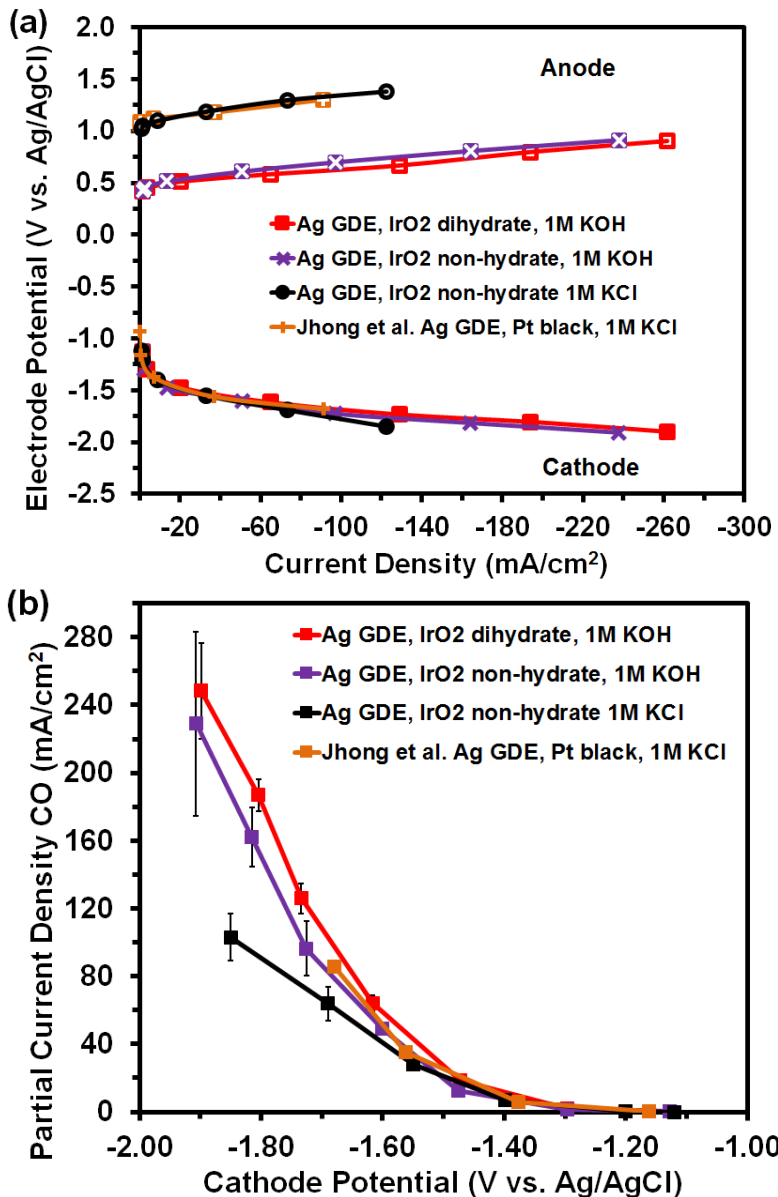 (a)
2.0
1.5
1.0
0.5
0.0
-0.5
-1.0
-1.5
-2.0
-2.5
Electrode Potential (V vs. Ag/AgCl)
Anode
Ag GDE, IrO2 dihydrate, 1M KOH
Ag GDE, IrO2 non-hydrate, 1M KOH
Ag GDE, IrO2 non-hydrate 1M KCl
Jhong et al. Ag GDE, Pt black, 1M KCl
Cathode
-20 -60 -100 -140 -180 -220 -260 -300
Current Density (mA/cm²)
(b)
280
240
200
160
120
80
40
0
Partial Current Density CO (mA/cm²)
Ag GDE, IrO2 dihydrate, 1M KOH
Ag GDE, IrO2 non-hydrate, 1M KOH
Ag GDE, IrO2 non-hydrate 1M KCl
Jhong et al. Ag GDE, Pt black, 1M KCl
-2.00 -1.80 -1.60 -1.40 -1.20 -1.00
Cathode Potential (V vs. Ag/AgCl)